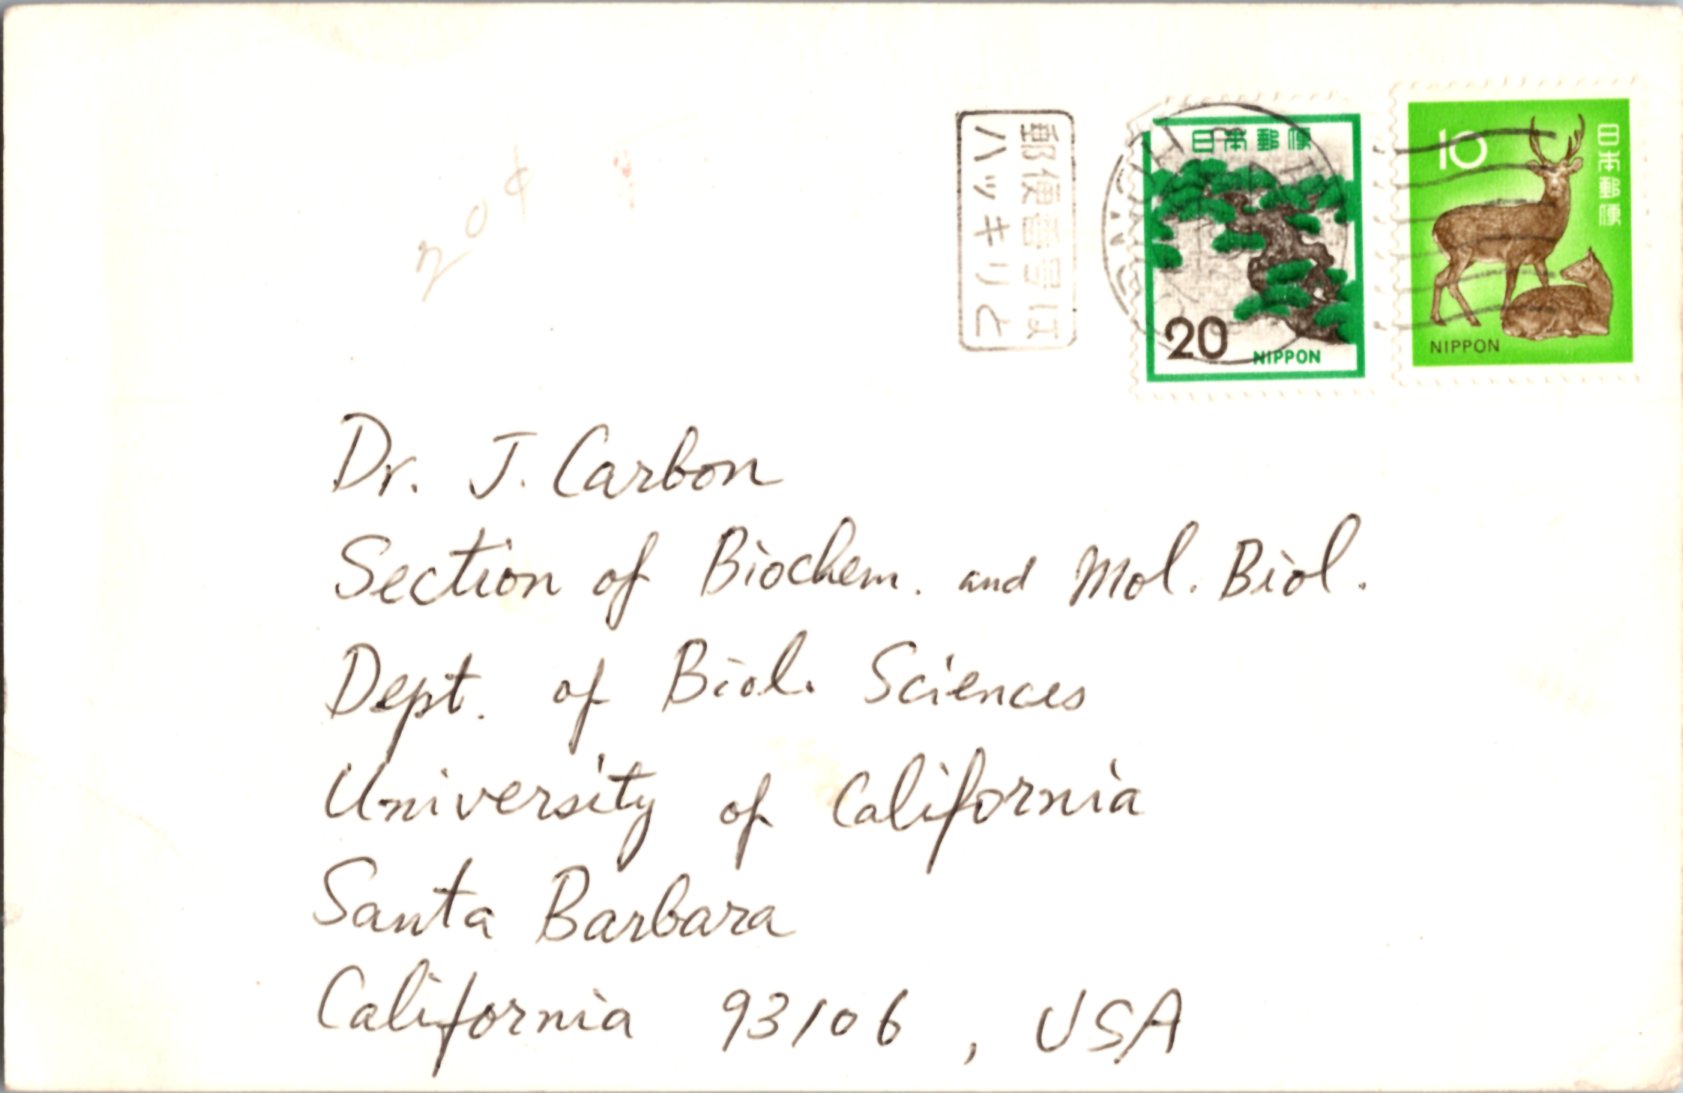 20¢
郵便番号は
ハッキリと
日本郵便
20
NIPPON
10
日本郵便
NIPPON
Dr. J. Carbon
Section of Biochem. and Mol. Biol.
Dept. of Biol. Sciences
University of California
Santa Barbara
California 93106, USA